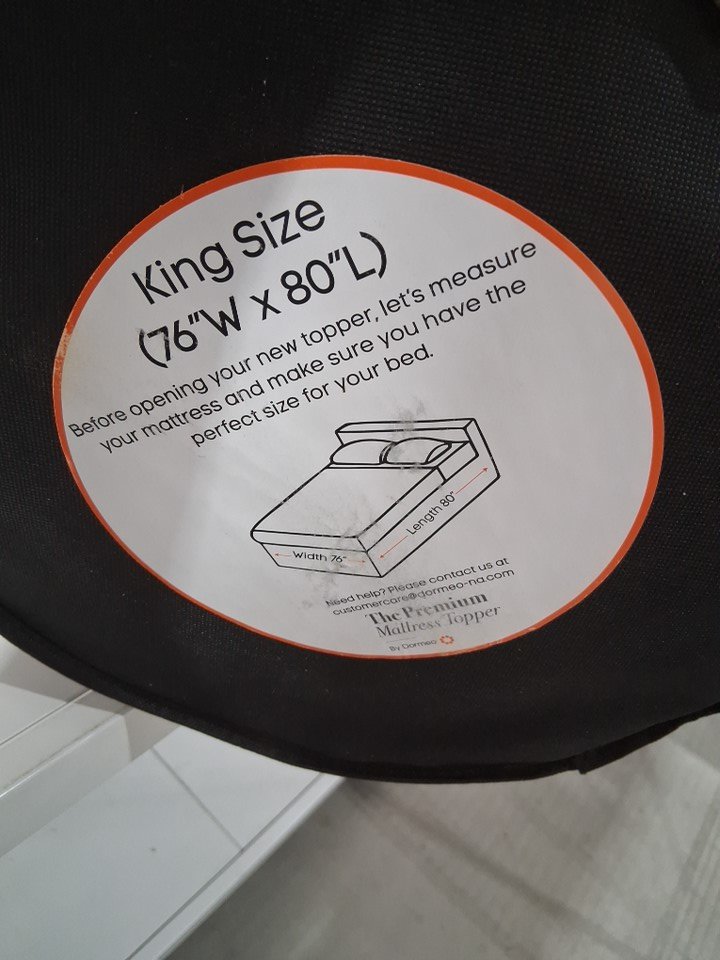 King Size
(76"W x 80"L)
Before opening your new topper, let's measure
your mattress and make sure you have the
perfect size for your bed.
Length 80"
Width 76"
Need help? Please contact us at
customercare@dormeo-na.com
The Premium
Mattress Topper
By Dormeo